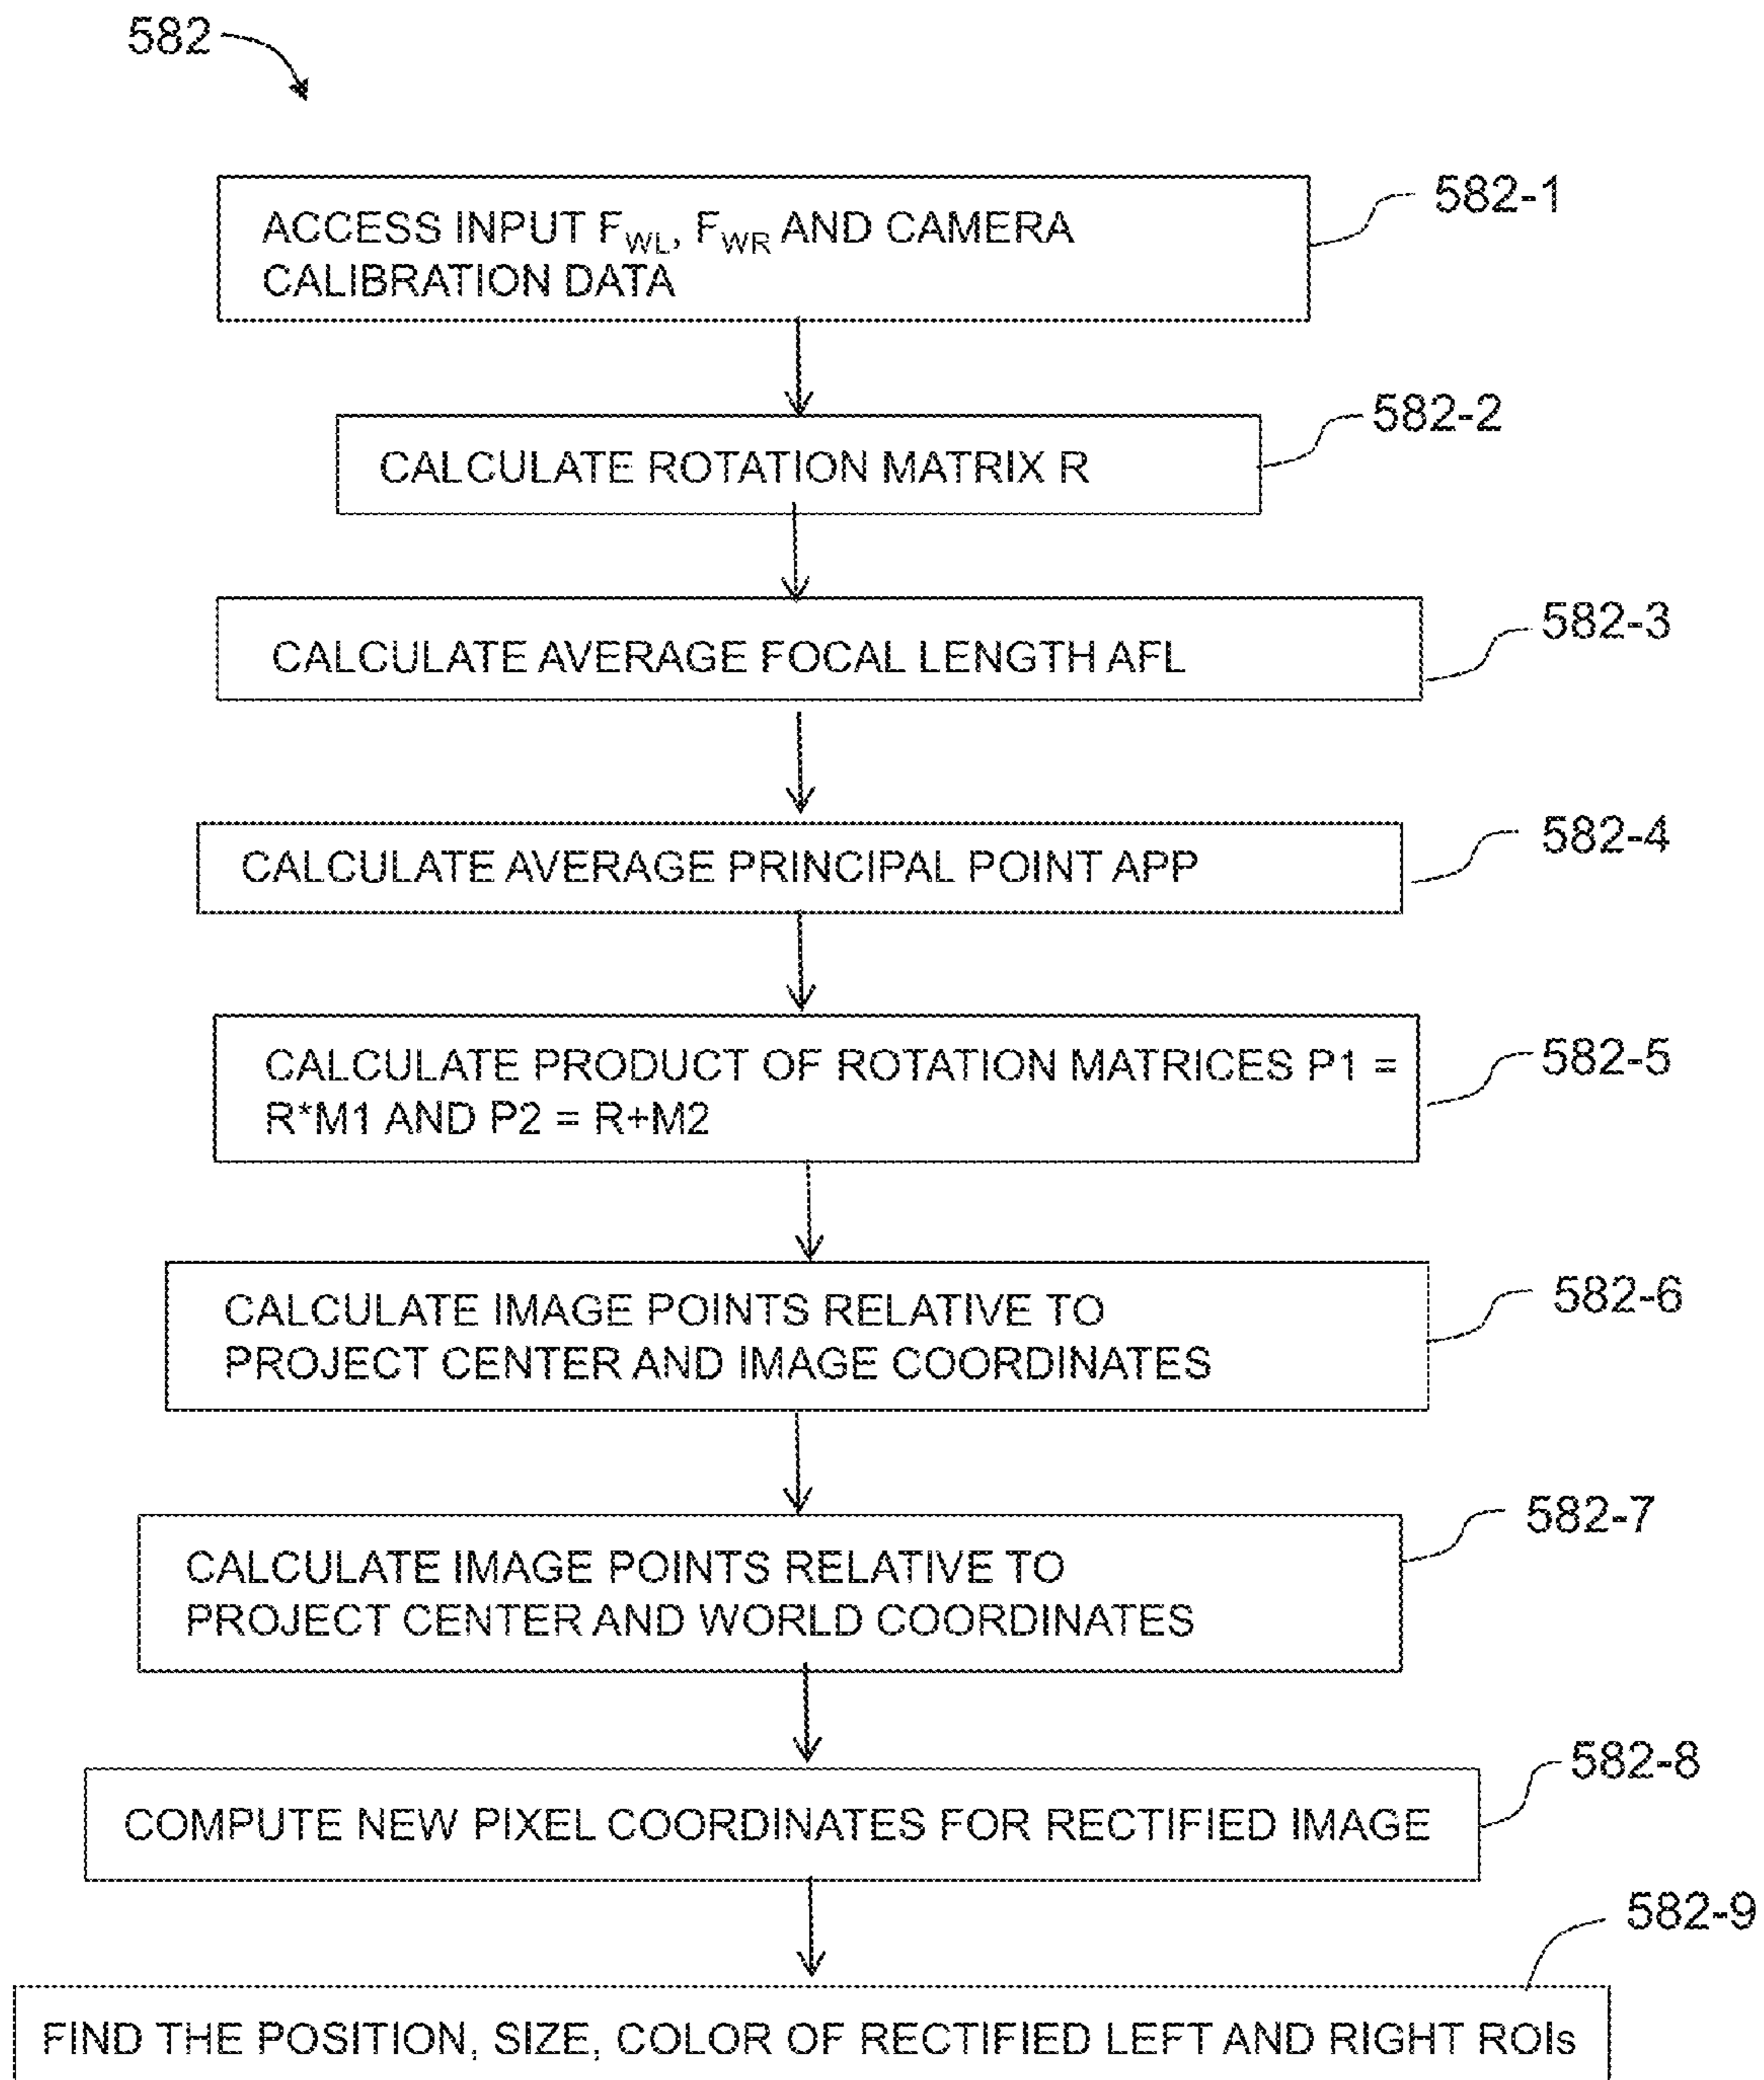 582
582-1
ACCESS INPUT FWL, FWR AND CAMERA
CALIBRATION DATA
582-2
CALCULATE ROTATION MATRIX R
582-3
CALCULATE AVERAGE FOCAL LENGTH AFL
582-4
CALCULATE AVERAGE PRINCIPAL POINT APP
582-5
CALCULATE PRODUCT OF ROTATION MATRICES P1 =
R*M1 AND P2 = R+M2
582-6
CALCULATE IMAGE POINTS RELATIVE TO
PROJECT CENTER AND IMAGE COORDINATES
582-7
CALCULATE IMAGE POINTS RELATIVE TO
PROJECT CENTER AND WORLD COORDINATES
582-8
COMPUTE NEW PIXEL COORDINATES FOR RECTIFIED IMAGE
582-9
FIND THE POSITION, SIZE, COLOR OF RECTIFIED LEFT AND RIGHT ROIs